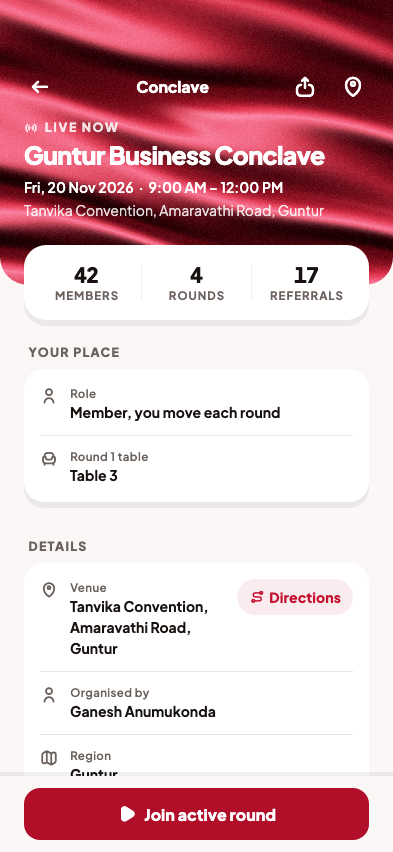 Conclave
LIVE NOW
Guntur Business Conclave
Fri, 20 Nov 2026 · 9:00 AM – 12:00 PM
Tanvika Convention, Amaravathi Road, Guntur
42
MEMBERS
4
ROUNDS
17
REFERRALS
YOUR PLACE
Role
Member, you move each round
Round 1 table
Table 3
DETAILS
Venue
Tanvika Convention,
Amaravathi Road,
Guntur
Directions
Organised by
Ganesh Anumukonda
Region
Guntur
Join active round